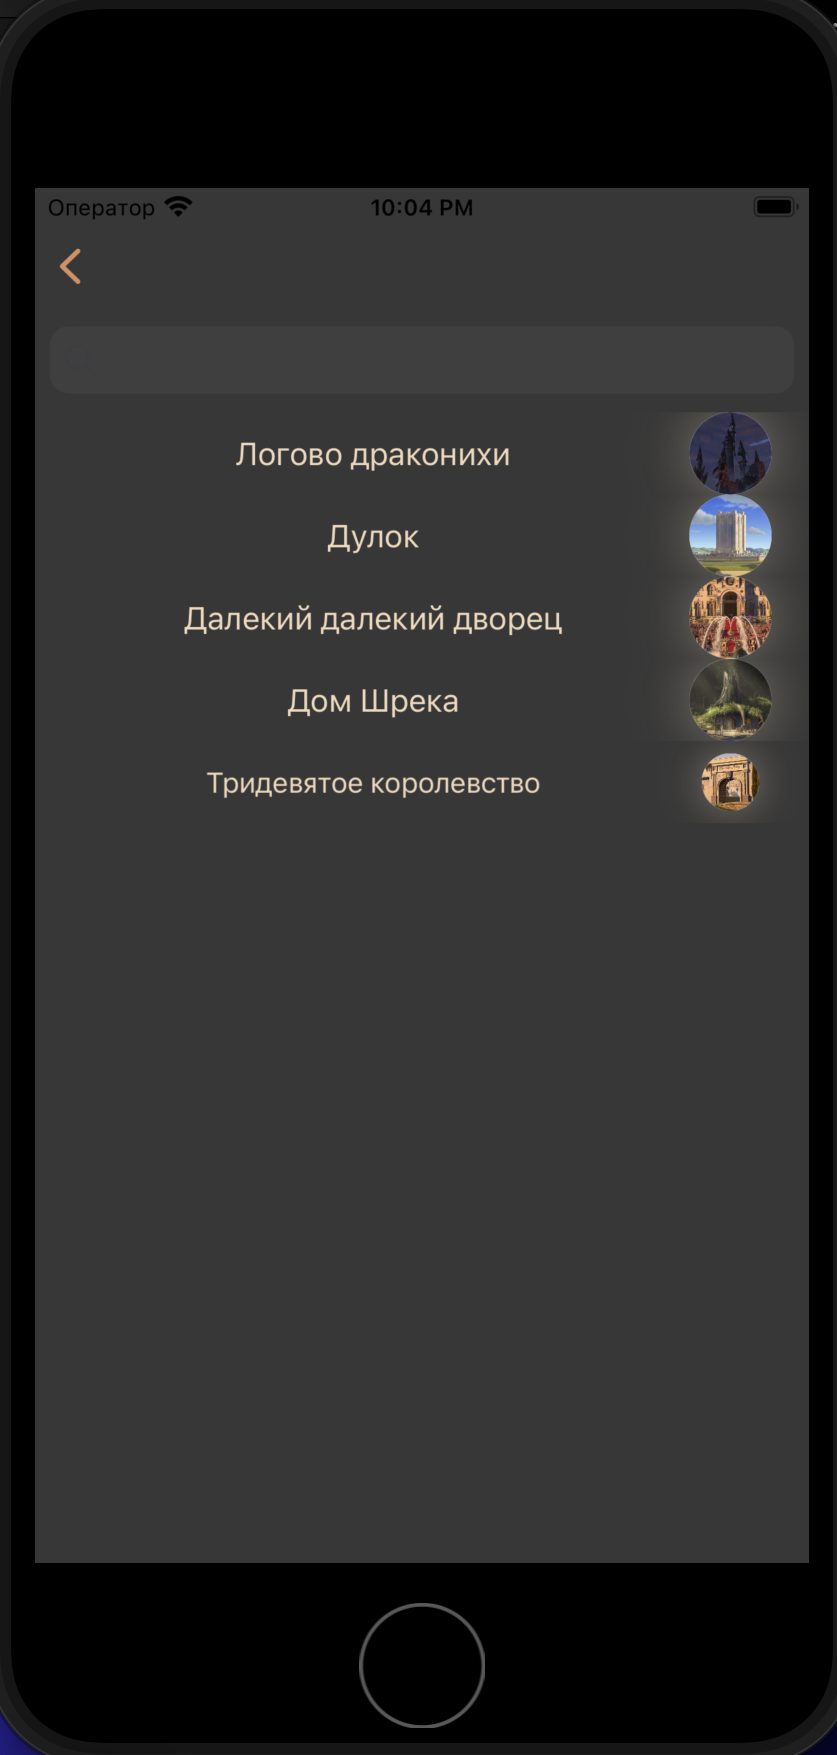 Оператор 10:04 PM
Логово драконихи
Дулок
Далекий далекий дворец
Дом Шрека
Тридевятое королевство